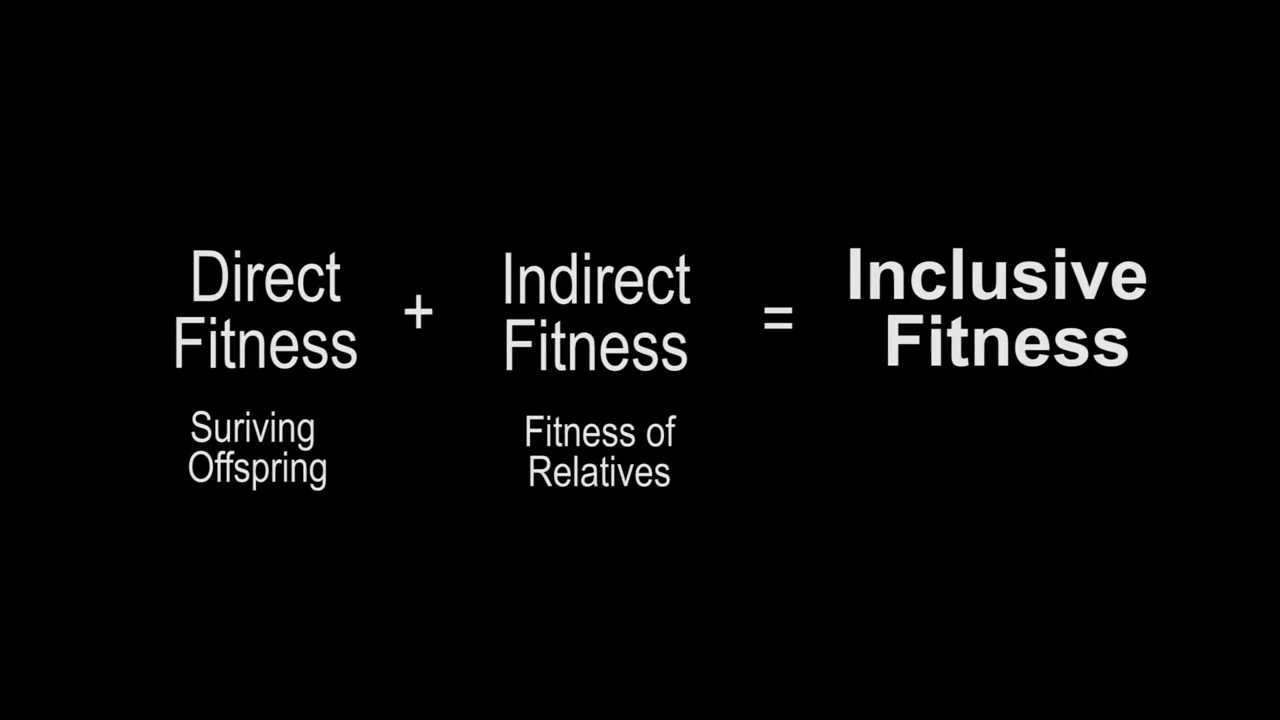 Direct
Fitness
Suriving
Offspring
+
Indirect
Fitness
Fitness of
Relatives
=
Inclusive
Fitness